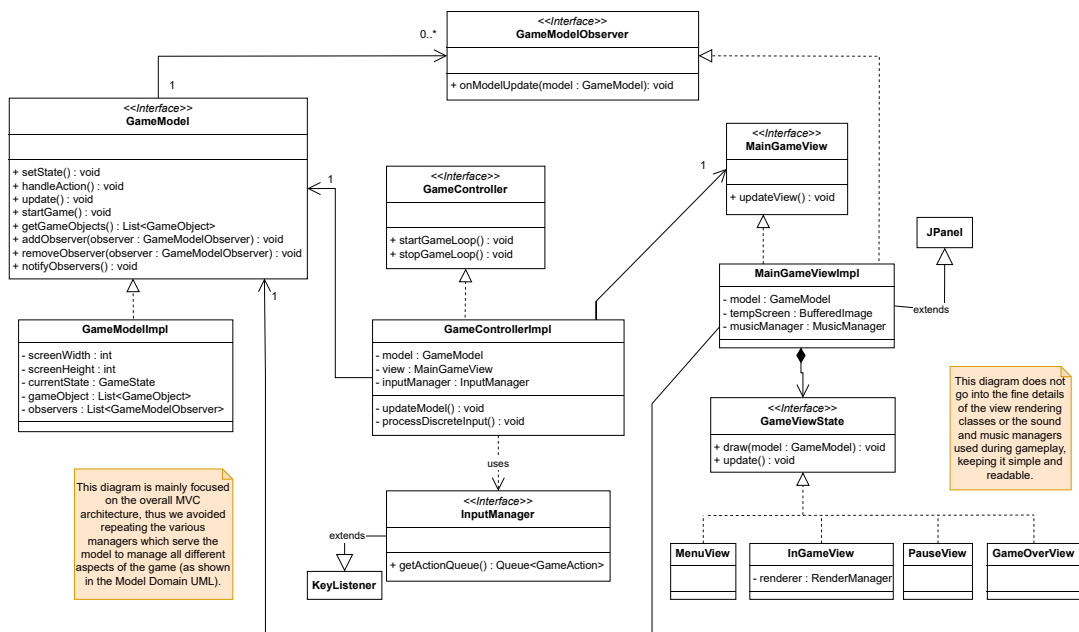 <<Interface>>
GameModelObserver
+ onModelUpdate(model : GameModel): void
0..*
1
<<Interface>>
GameModel
+ setState() : void
+ handleAction() : void
+ update() : void
+ startGame() : void
+ getGameObjects() : List<GameObject>
+ addObserver(observer : GameModelObserver) : void
+ removeObserver(observer : GameModelObserver) : void
+ notifyObservers() : void
1
1
<<Interface>>
GameController
+ startGameLoop() : void
+ stopGameLoop() : void
1
<<Interface>>
MainGameView
+ updateView() : void
JPanel
extends
MainGameViewImpl
- model : GameModel
- tempScreen : BufferedImage
- musicManager : MusicManager
GameModelImpl
- screenWidth : int
- screenHeight : int
- currentState : GameState
- gameObject : List<GameObject>
- observers : List<GameModelObserver>
GameControllerImpl
- model : GameModel
- view : MainGameView
- inputManager : InputManager
- updateModel() : void
- processDiscreteInput() : void
uses
<<Interface>>
GameViewState
+ draw(model : GameModel) : void
+ update() : void
This diagram does not
go into the fine details
of the view rendering
classes or the sound
and music managers
used during gameplay,
keeping it simple and
readable.
This diagram is mainly focused
on the overall MVC
architecture, thus we avoided
repeating the various
managers which serve the
model to manage all different
aspects of the game (as shown
in the Model Domain UML).
<<Interface>>
InputManager
+ getActionQueue() : Queue<GameAction>
extends
KeyListener
MenuView
InGameView
- renderer : RenderManager
PauseView
GameOverView